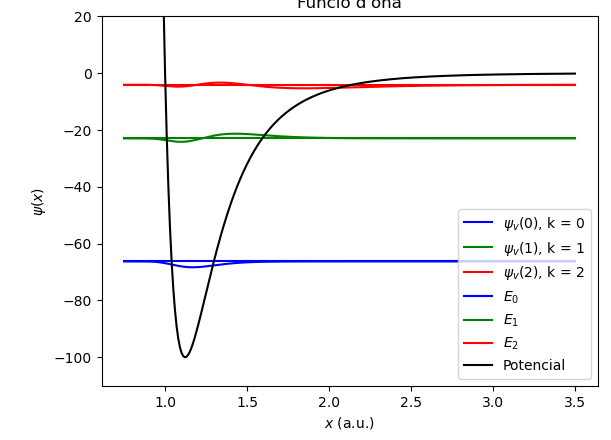 Funció d'ona
20
0
−20
−40
−60
−80
−100
ψ(x)
1.0 1.5 2.0 2.5 3.0 3.5
x (a.u.)
ψv(0), k = 0
ψv(1), k = 1
ψv(2), k = 2
E0
E1
E2
Potencial